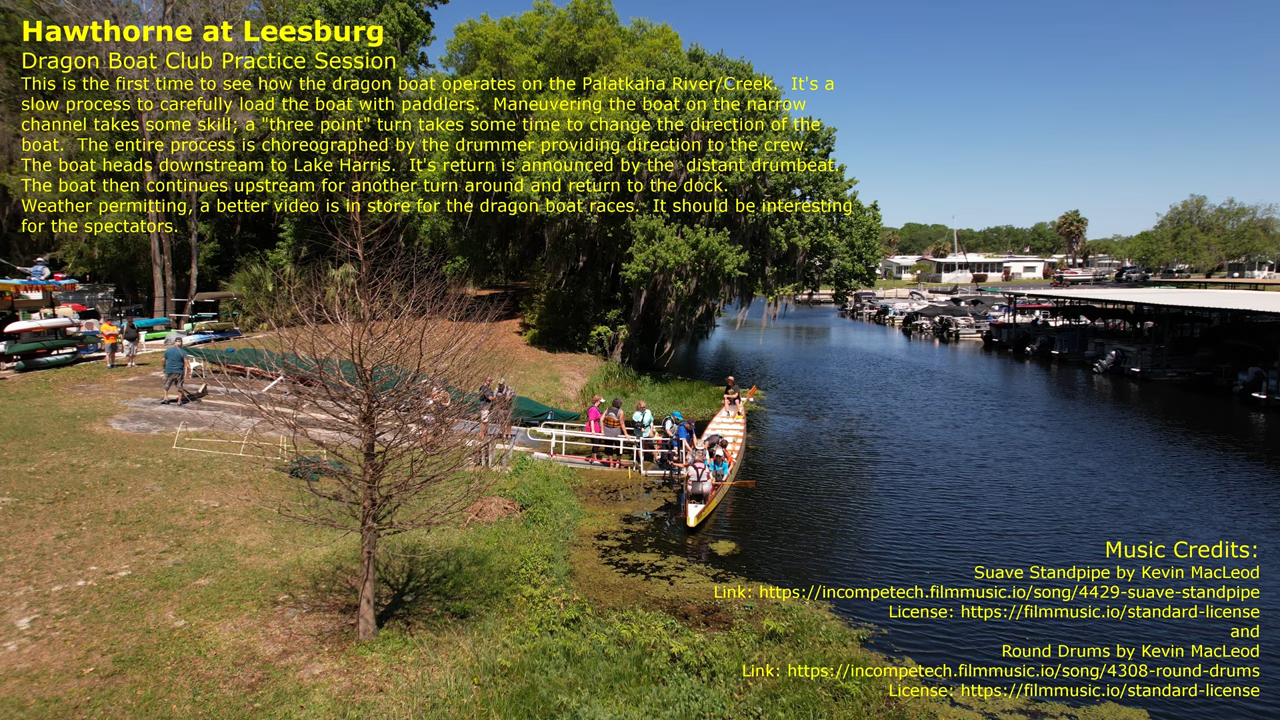 Hawthorne at Leesburg
Dragon Boat Club Practice Session
This is the first time to see how the dragon boat operates on the Palatkaha River/Creek.  It's a
slow process to carefully load the boat with paddlers.  Maneuvering the boat on the narrow
channel takes some skill; a "three point" turn takes some time to change the direction of the
boat.  The entire process is choreographed by the drummer providing direction to the crew.
The boat heads downstream to Lake Harris.  It's return is announced by the  distant drumbeat.
The boat then continues upstream for another turn around and return to the dock.
Weather permitting, a better video is in store for the dragon boat races.  It should be interesting
for the spectators.
Music Credits:
Suave Standpipe by Kevin MacLeod
Link: https://incompetech.filmmusic.io/song/4429-suave-standpipe
License: https://filmmusic.io/standard-license
and
Round Drums by Kevin MacLeod
Link: https://incompetech.filmmusic.io/song/4308-round-drums
License: https://filmmusic.io/standard-license